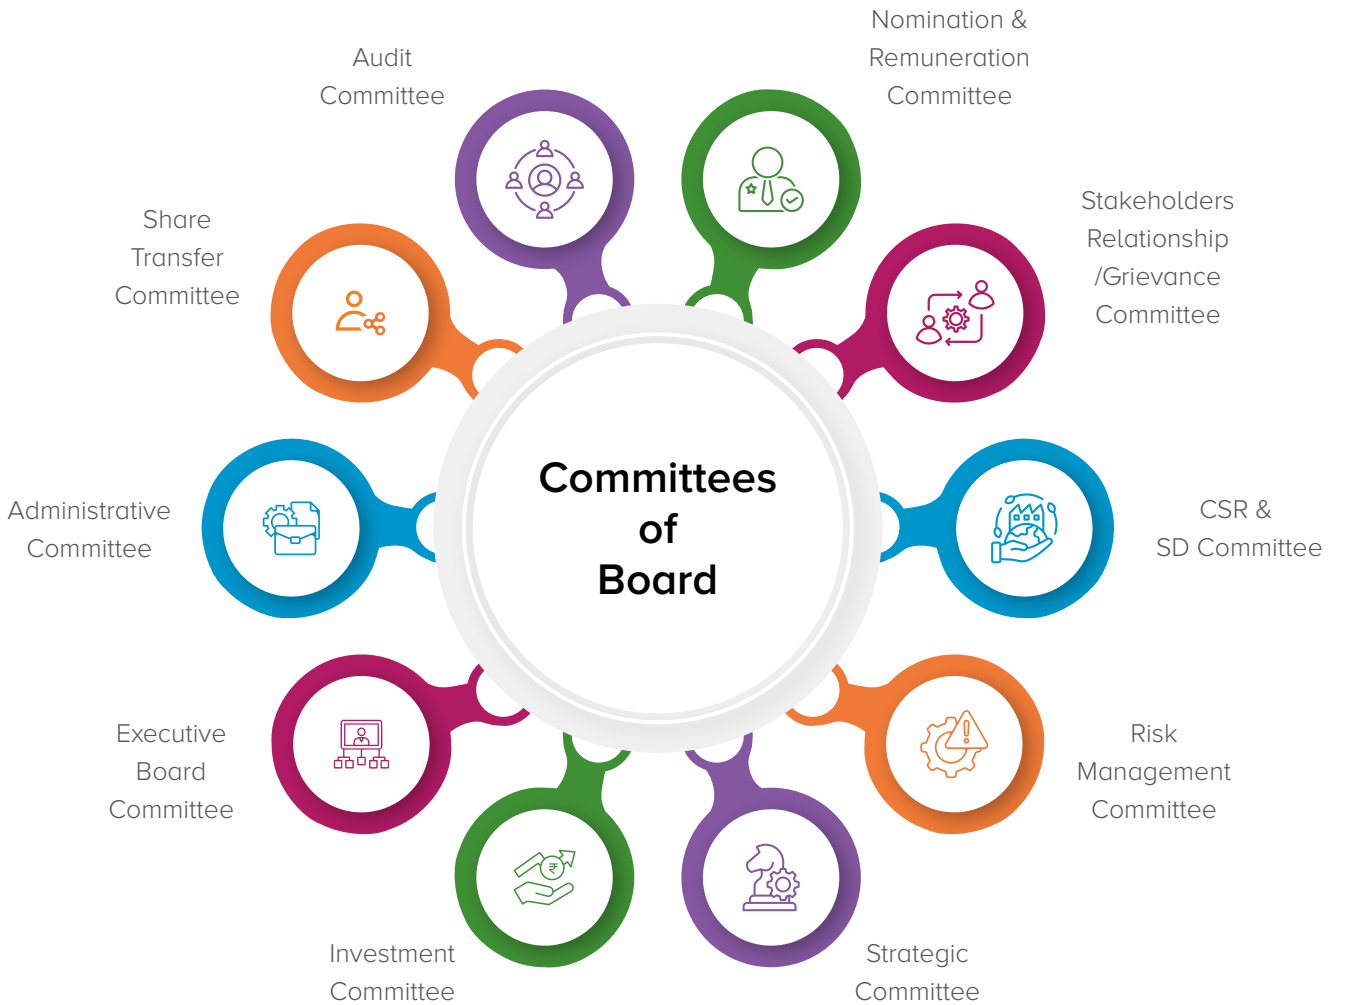 Nomination &
Remuneration
Committee
Audit
Committee
Stakeholders
Relationship
/Grievance
Committee
Share
Transfer
Committee
Committees
of
Board
Administrative
Committee
CSR &
SD Committee
Executive
Board
Committee
Risk
Management
Committee
₹
Investment
Committee
Strategic
Committee